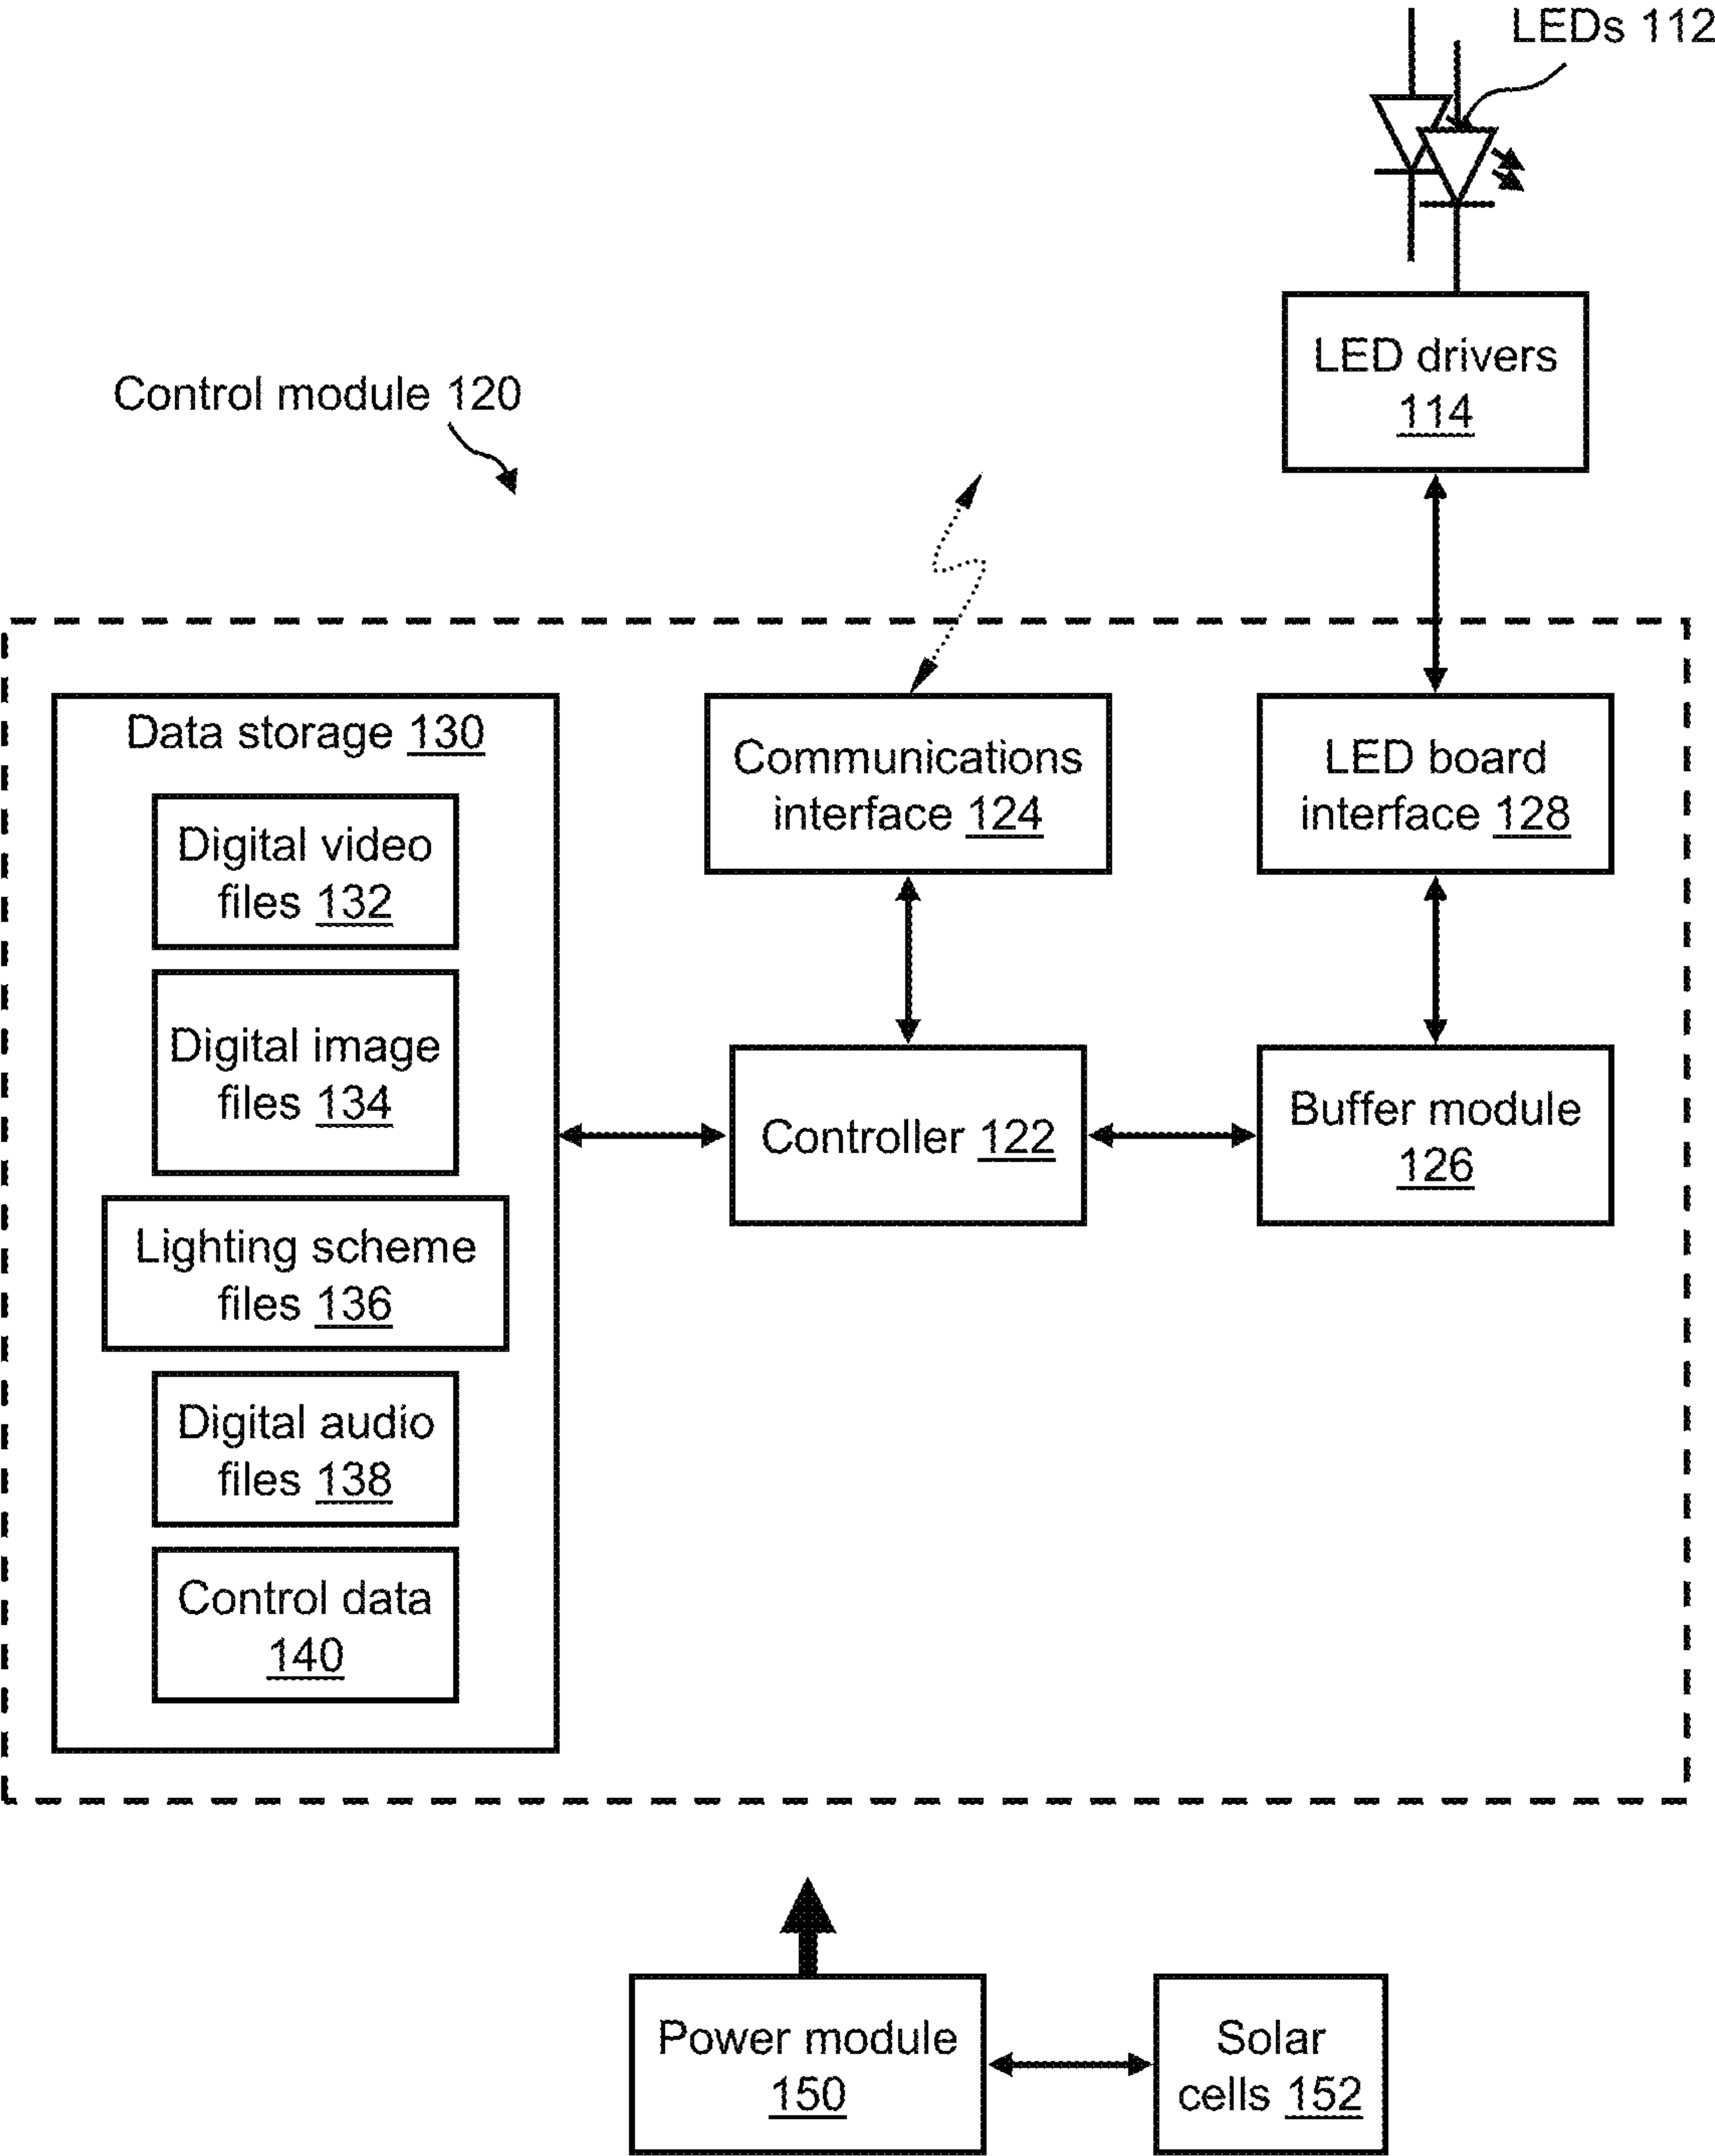 LEDs 112
LED drivers
114
Control module 120
Data storage 130
Digital video
files 132
Digital image
files 134
Lighting scheme
files 136
Digital audio
files 138
Control data
140
Communications
interface 124
LED board
interface 128
Controller 122
Buffer module
126
Power module
150
Solar
cells 152